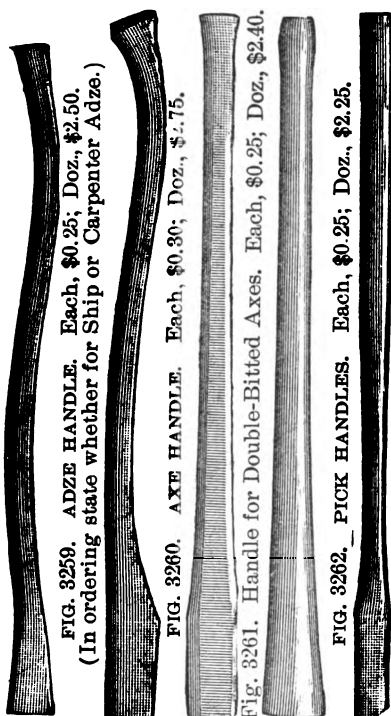 FIG. 3259. ADZE HANDLE. Each, $0.25; Doz., $2.50.
(In ordering state whether for Ship or Carpenter Adze.)
FIG. 3260. AXE HANDLE. Each, $0.30; Doz.,
Fig. 3261. Handle for Double-Bitted Axes. Each, $0.25; Doz., $2.40.
FIG. 3262. PICK HANDLES. Each, $0.25; Doz., $2.25.